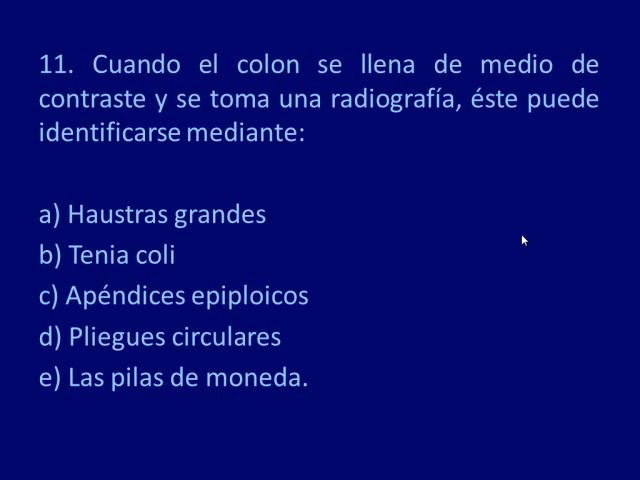 11. Cuando el colon se llena de medio de
contraste y se toma una radiografía, éste puede
identificarse mediante:
a) Haustras grandes
b) Tenia coli
c) Apéndices epiploicos
d) Pliegues circulares
e) Las pilas de moneda.